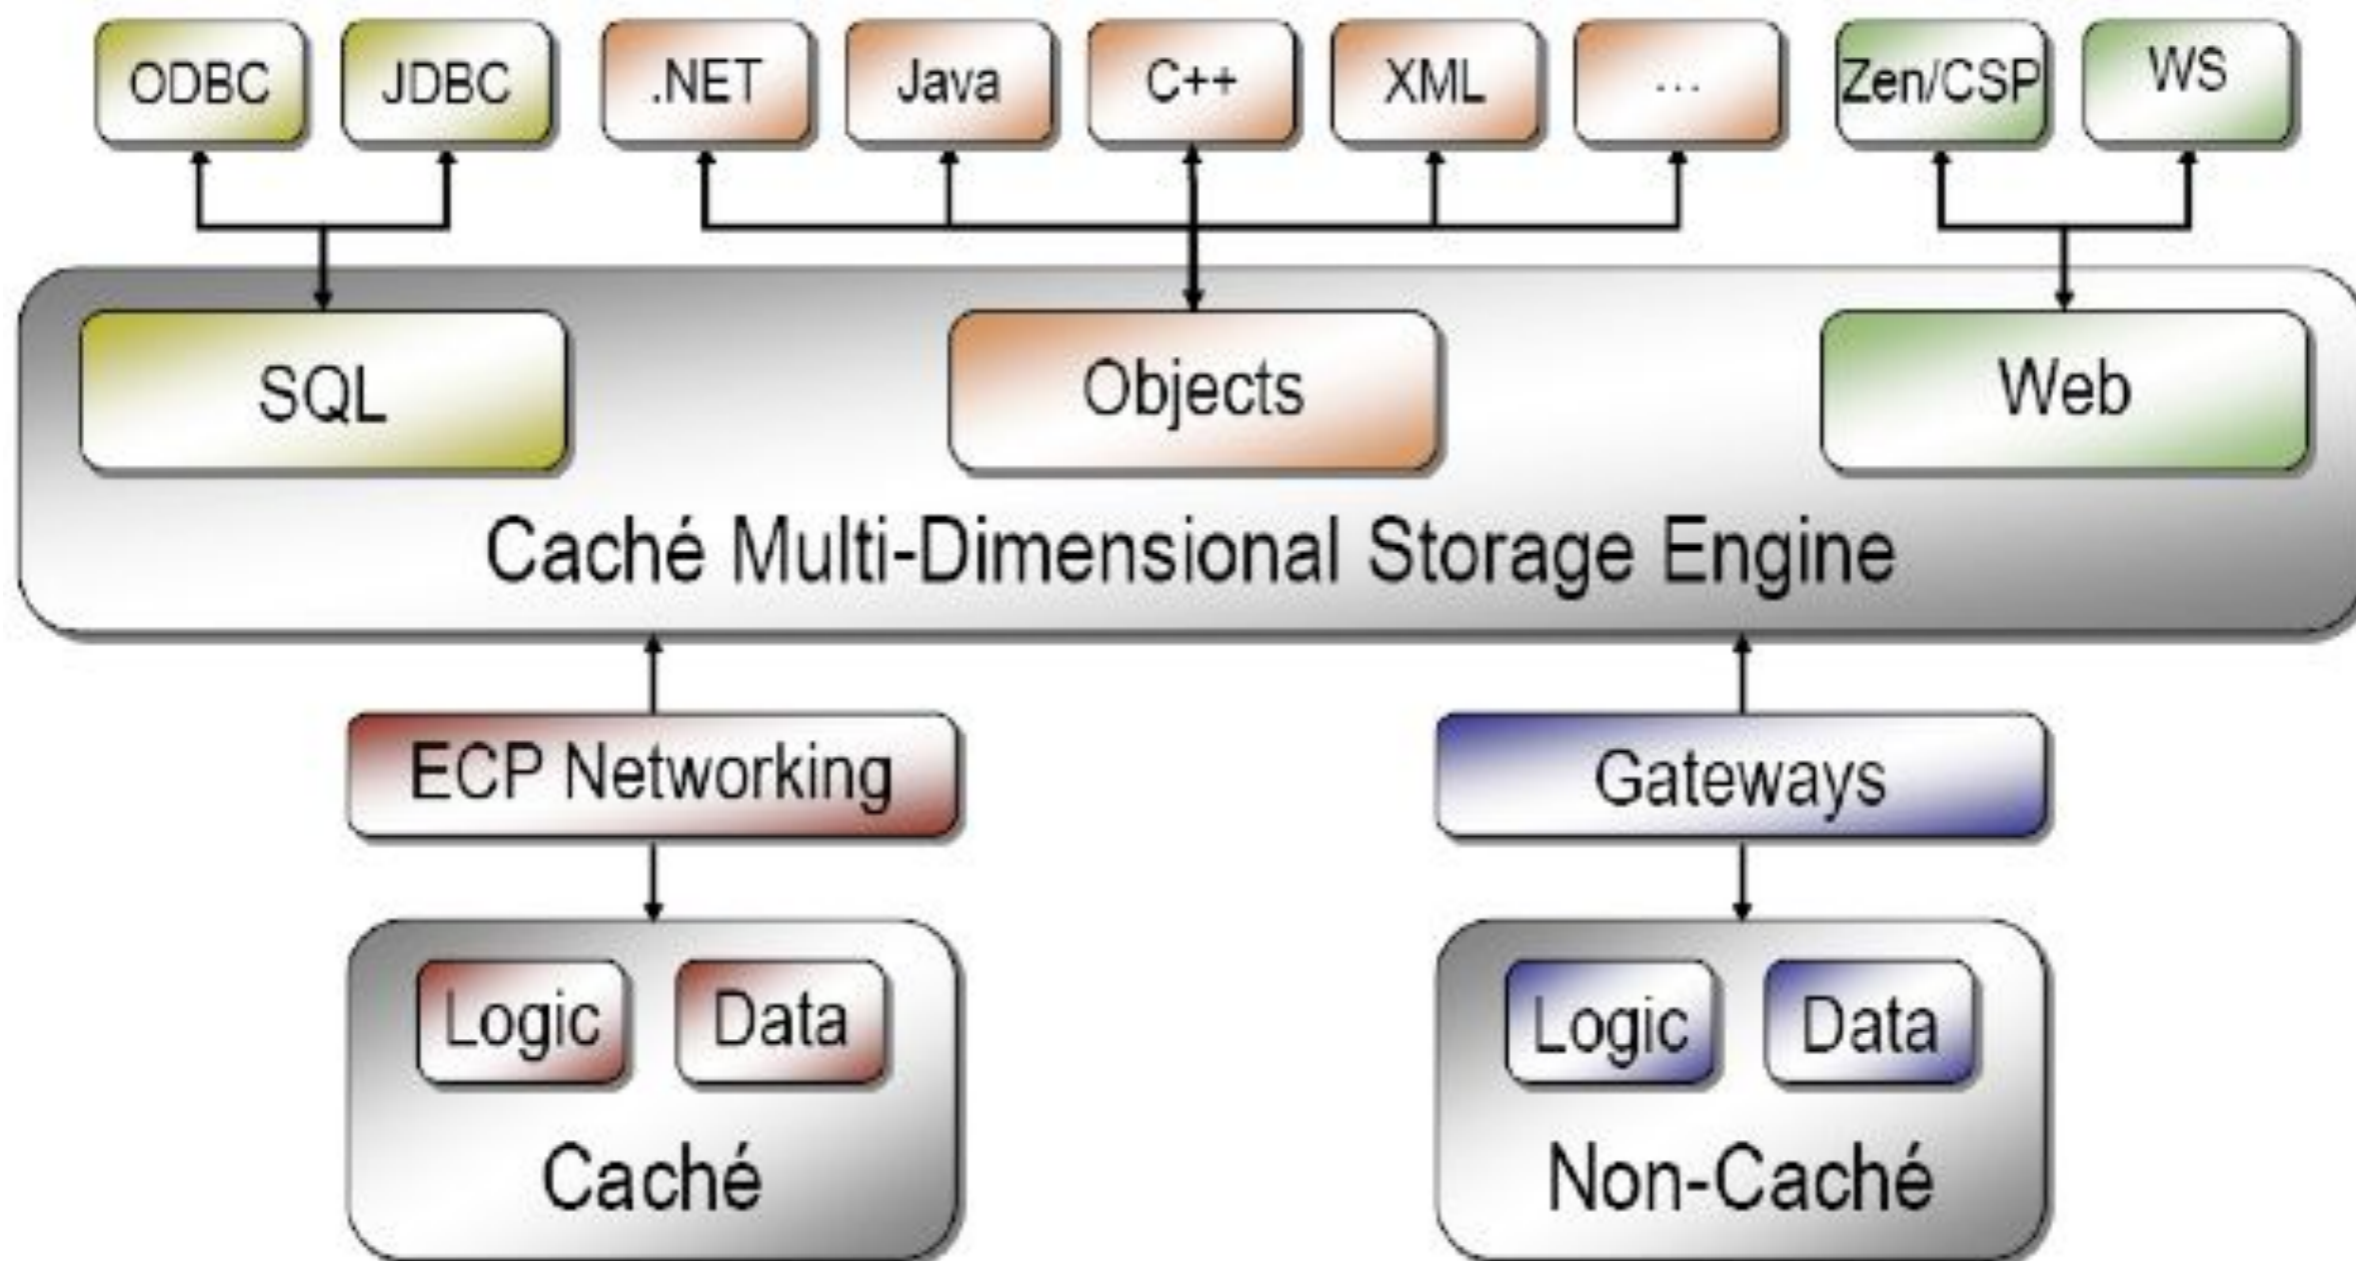 ODBC
JDBC
.NET
Java
C++
XML
...
Zen/CSP
WS
SQL
Objects
Web
Caché Multi-Dimensional Storage Engine
ECP Networking
Gateways
Logic
Data
Logic
Data
Caché
Non-Caché